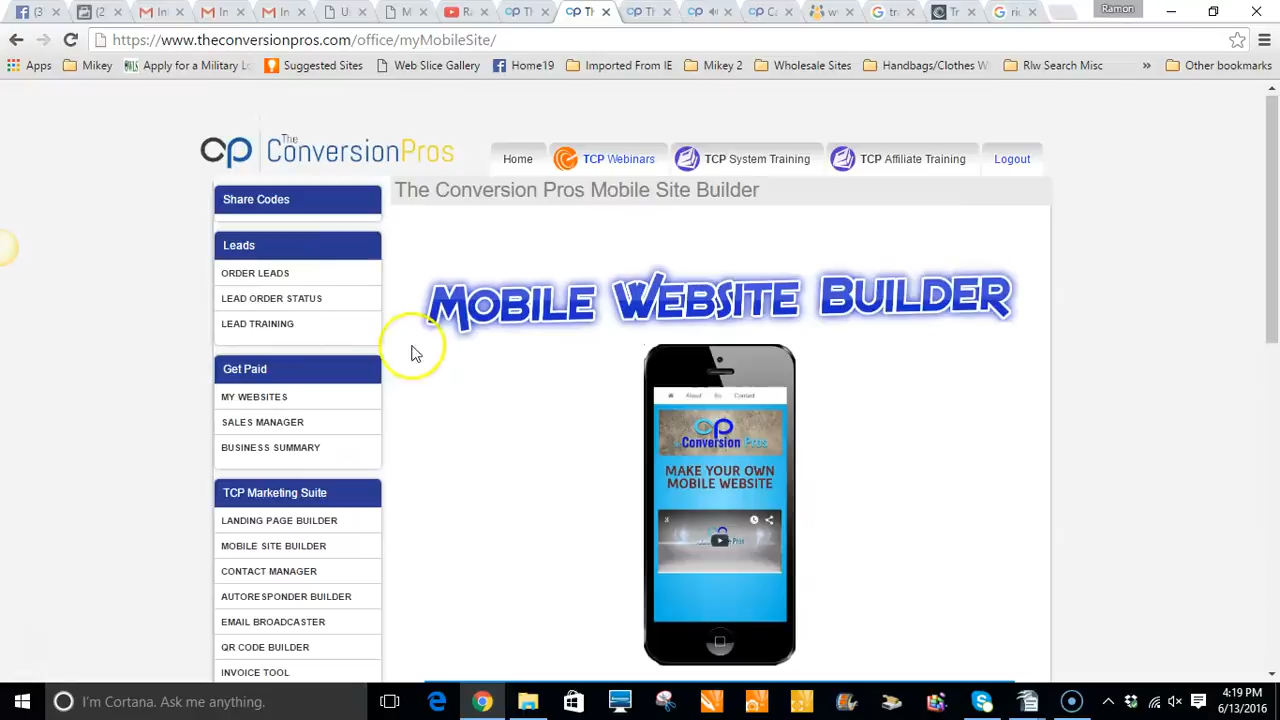 Ramon
https://www.theconversionpros.com/office/myMobileSite/
Apps Mikey Apply for a Military L Suggested Sites Web Slice Gallery Home19 Imported From IE Mikey 2 Wholesale Sites Handbags/Clothes W Rlw Search Misc » Other bookmarks
The ConversionPros
Home TCP Webinars TCP System Training TCP Affiliate Training Logout
The Conversion Pros Mobile Site Builder
Share Codes
Leads
ORDER LEADS
LEAD ORDER STATUS
LEAD TRAINING
Get Paid
MY WEBSITES
SALES MANAGER
BUSINESS SUMMARY
TCP Marketing Suite
LANDING PAGE BUILDER
MOBILE SITE BUILDER
CONTACT MANAGER
AUTORESPONDER BUILDER
EMAIL BROADCASTER
QR CODE BUILDER
INVOICE TOOL
MOBILE WEBSITE BUILDER
About Bio Contact
Conversion Pros
MAKE YOUR OWN
MOBILE WEBSITE
I'm Cortana. Ask me anything.
4:19 PM
6/13/2016